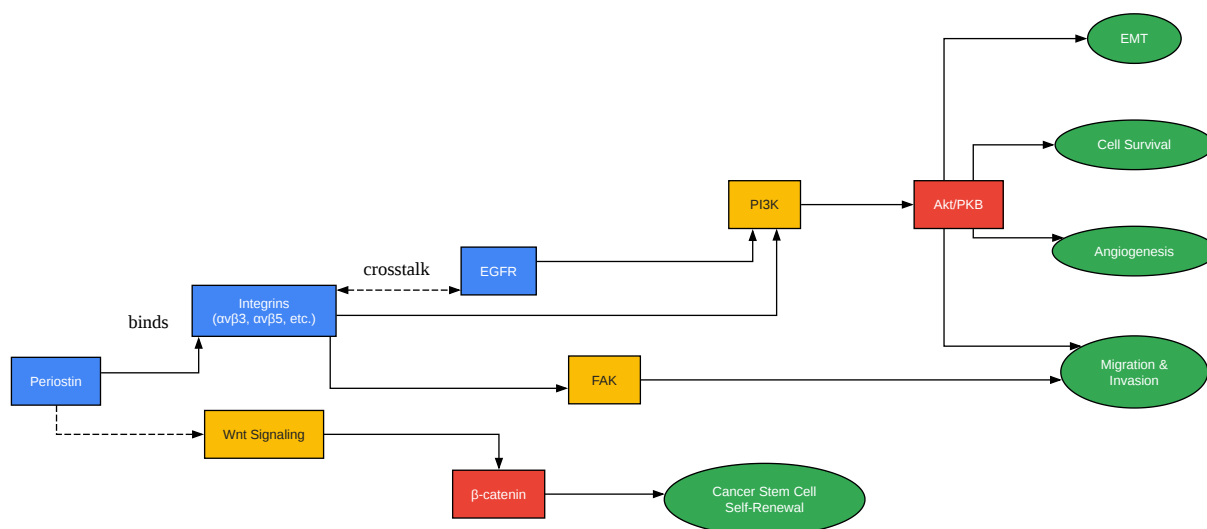 EMT
Cell Survival
PI3K
Akt/PKB
Angiogenesis
crosstalk
EGFR
Integrins
(αvβ3, αvβ5, etc.)
binds
Periostin
FAK
Migration &
Invasion
Wnt Signaling
β-catenin
Cancer Stem Cell
Self-Renewal